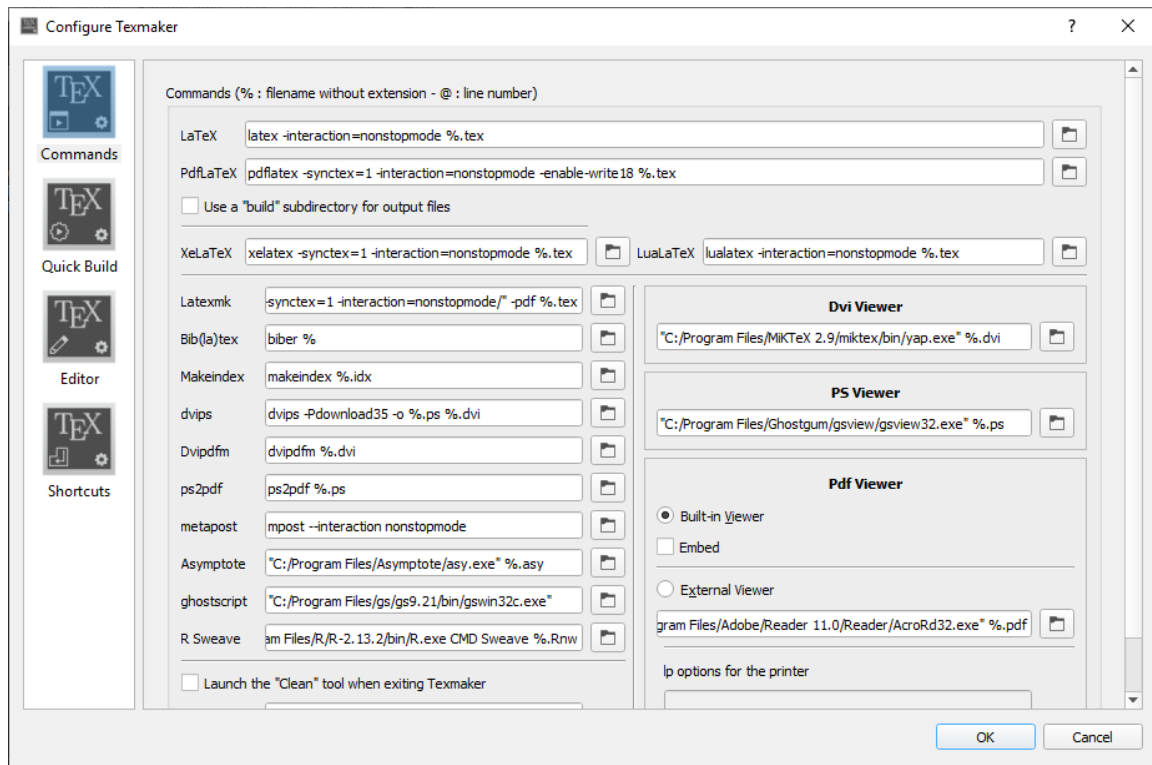 Configure Texmaker
?
TEX
Commands
TEX
Quick Build
TEX
Editor
TEX
Shortcuts
Commands (% : filename without extension - @ : line number)
LaTeX latex -interaction=nonstopmode %.tex
PdfLaTeX pdflatex -synctex=1 -interaction=nonstopmode -enable-write18 %.tex
Use a "build" subdirectory for output files
XeLaTeX xelatex -synctex=1 -interaction=nonstopmode %.tex LuaLaTeX lualatex -interaction=nonstopmode %.tex
Latexmk -synctex=1 -interaction=nonstopmode/" -pdf %.tex
Bib(la)tex biber %
Makeindex makeindex %.idx
dvips dvips -Pdownload35 -o %.ps %.dvi
Dvipdfm dvipdfm %.dvi
ps2pdf ps2pdf %.ps
metapost mpost --interaction nonstopmode
Asymptote "C:/Program Files/Asymptote/asy.exe" %.asy
ghostscript "C:/Program Files/gs/gs9.21/bin/gswin32c.exe"
R Sweave am Files/R/R-2.13.2/bin/R.exe CMD Sweave %.Rnw
Launch the "Clean" tool when exiting Texmaker
Dvi Viewer
"C:/Program Files/MiKTeX 2.9/miktex/bin/yap.exe" %.dvi
PS Viewer
"C:/Program Files/Ghostgum/gsview/gsview32.exe" %.ps
Pdf Viewer
Built-in Viewer
Embed
External Viewer
gram Files/Adobe/Reader 11.0/Reader/AcroRd32.exe" %.pdf
lp options for the printer
OK
Cancel